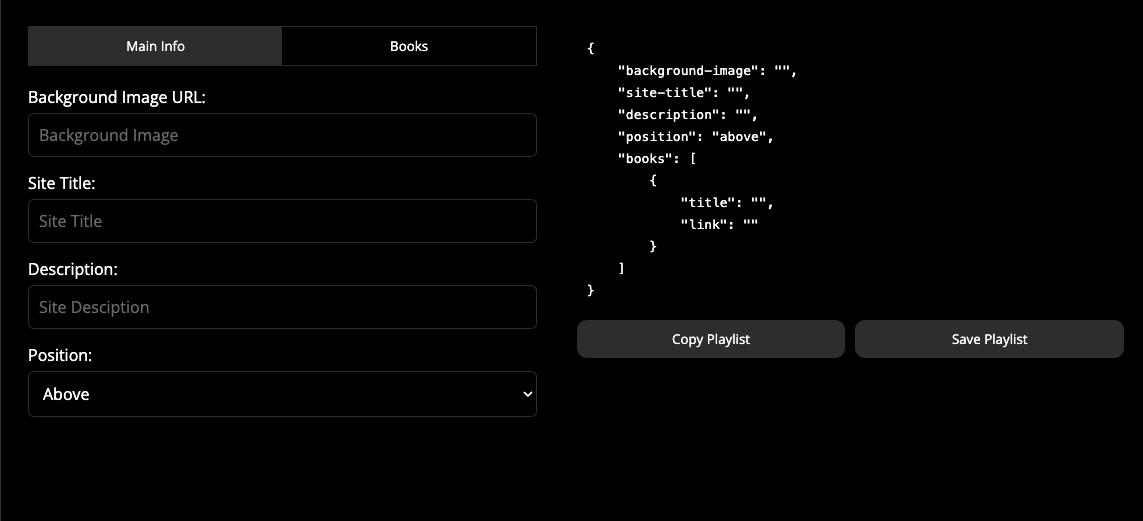 Main Info
Books
Background Image URL:
Background Image
Site Title:
Site Title
Description:
Site Desciption
Position:
Above
{
    "background-image": "",
    "site-title": "",
    "description": "",
    "position": "above",
    "books": [
        {
            "title": "",
            "link": ""
        }
    ]
}
Copy Playlist
Save Playlist